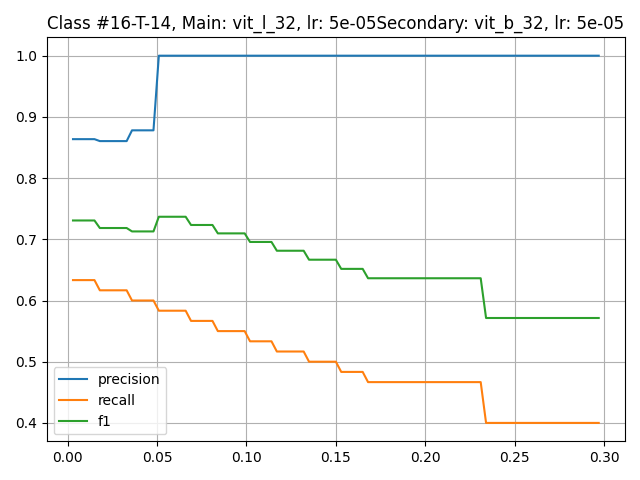 Class #16-T-14, Main: vit_l_32, lr: 5e-05Secondary: vit_b_32, lr: 5e-05
1.0
0.9
0.8
0.7
0.6
0.5
0.4
precision
recall
f1
0.00 0.05 0.10 0.15 0.20 0.25 0.30